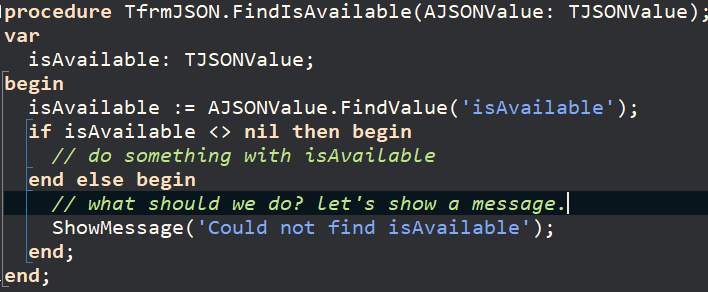 procedure TfrmJSON.FindIsAvailable(AJSONValue: TJSONValue);
var
  isAvailable: TJSONValue;
begin
  isAvailable := AJSONValue.FindValue('isAvailable');
  if isAvailable <> nil then begin
    // do something with isAvailable
  end else begin
    // what should we do? let's show a message.
    ShowMessage('Could not find isAvailable');
  end;
end;